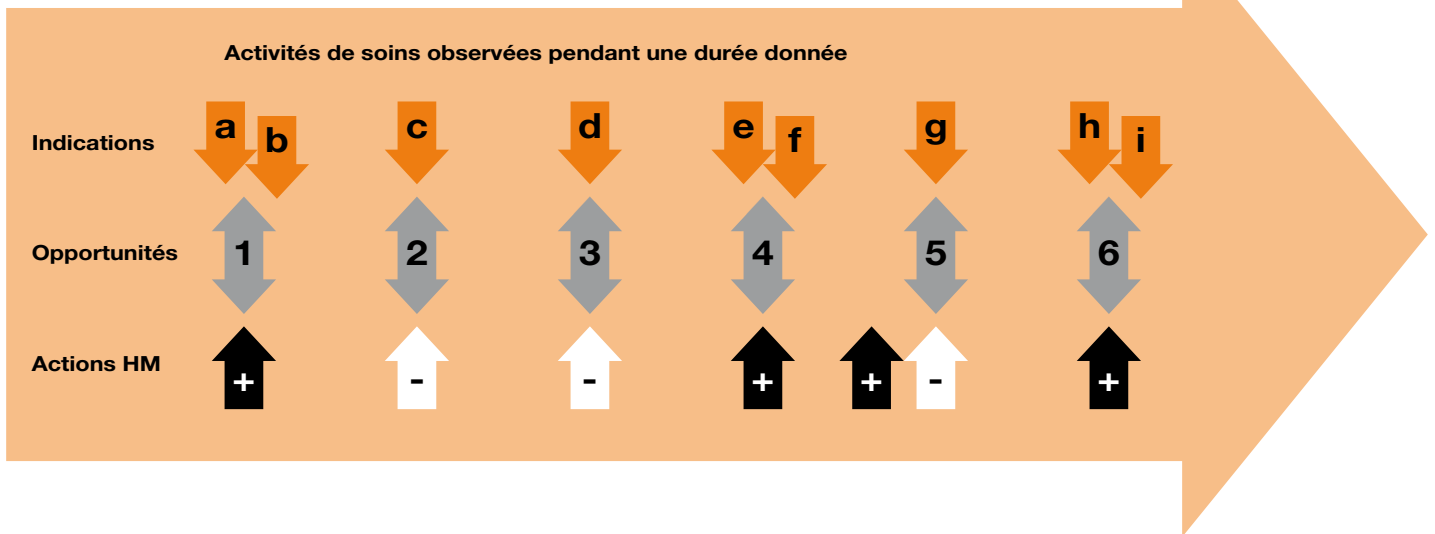 Activités de soins observées pendant une durée donnée
Indications a b c d e f g h i
Opportunités 1 2 3 4 5 6
Actions HM + - - + + - +